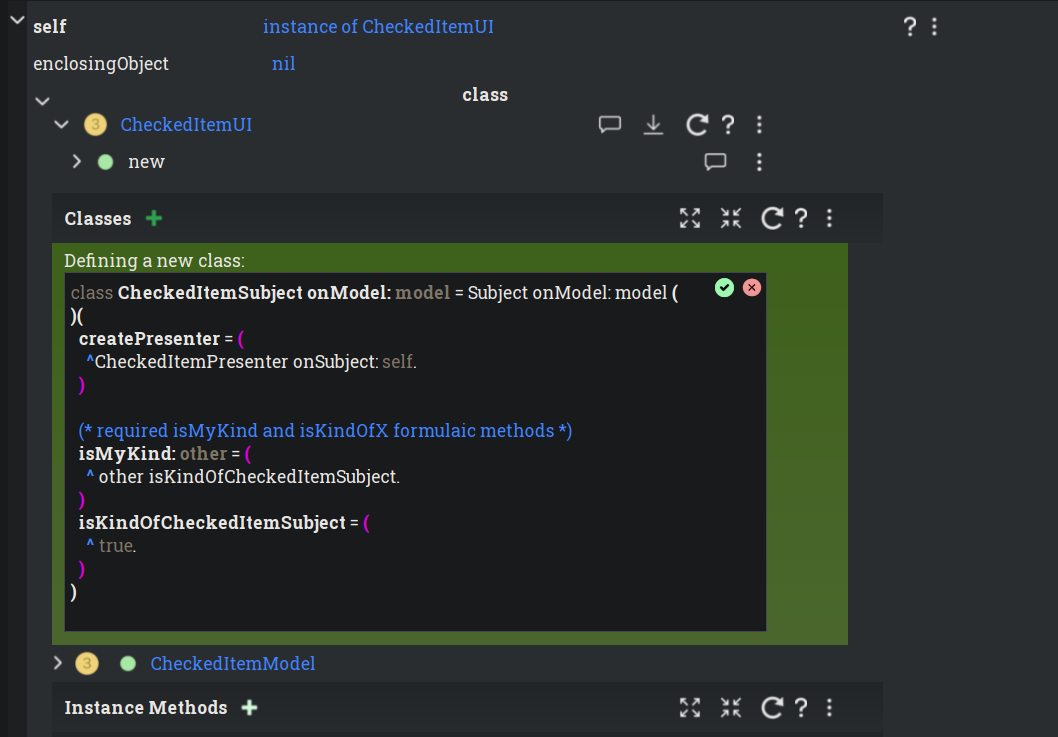 self instance of CheckedItemUI ?
enclosingObject nil
class
3 CheckedItemUI ?
new
Classes + ?
Defining a new class:
class CheckedItemSubject onModel: model = Subject onModel: model (
)(
createPresenter = (
^CheckedItemPresenter onSubject: self.
)
(* required isMyKind and isKindOfX formulaic methods *)
isMyKind: other = (
^ other isKindOfCheckedItemSubject.
)
isKindOfCheckedItemSubject = (
^ true.
)
)
3 CheckedItemModel
Instance Methods + ?